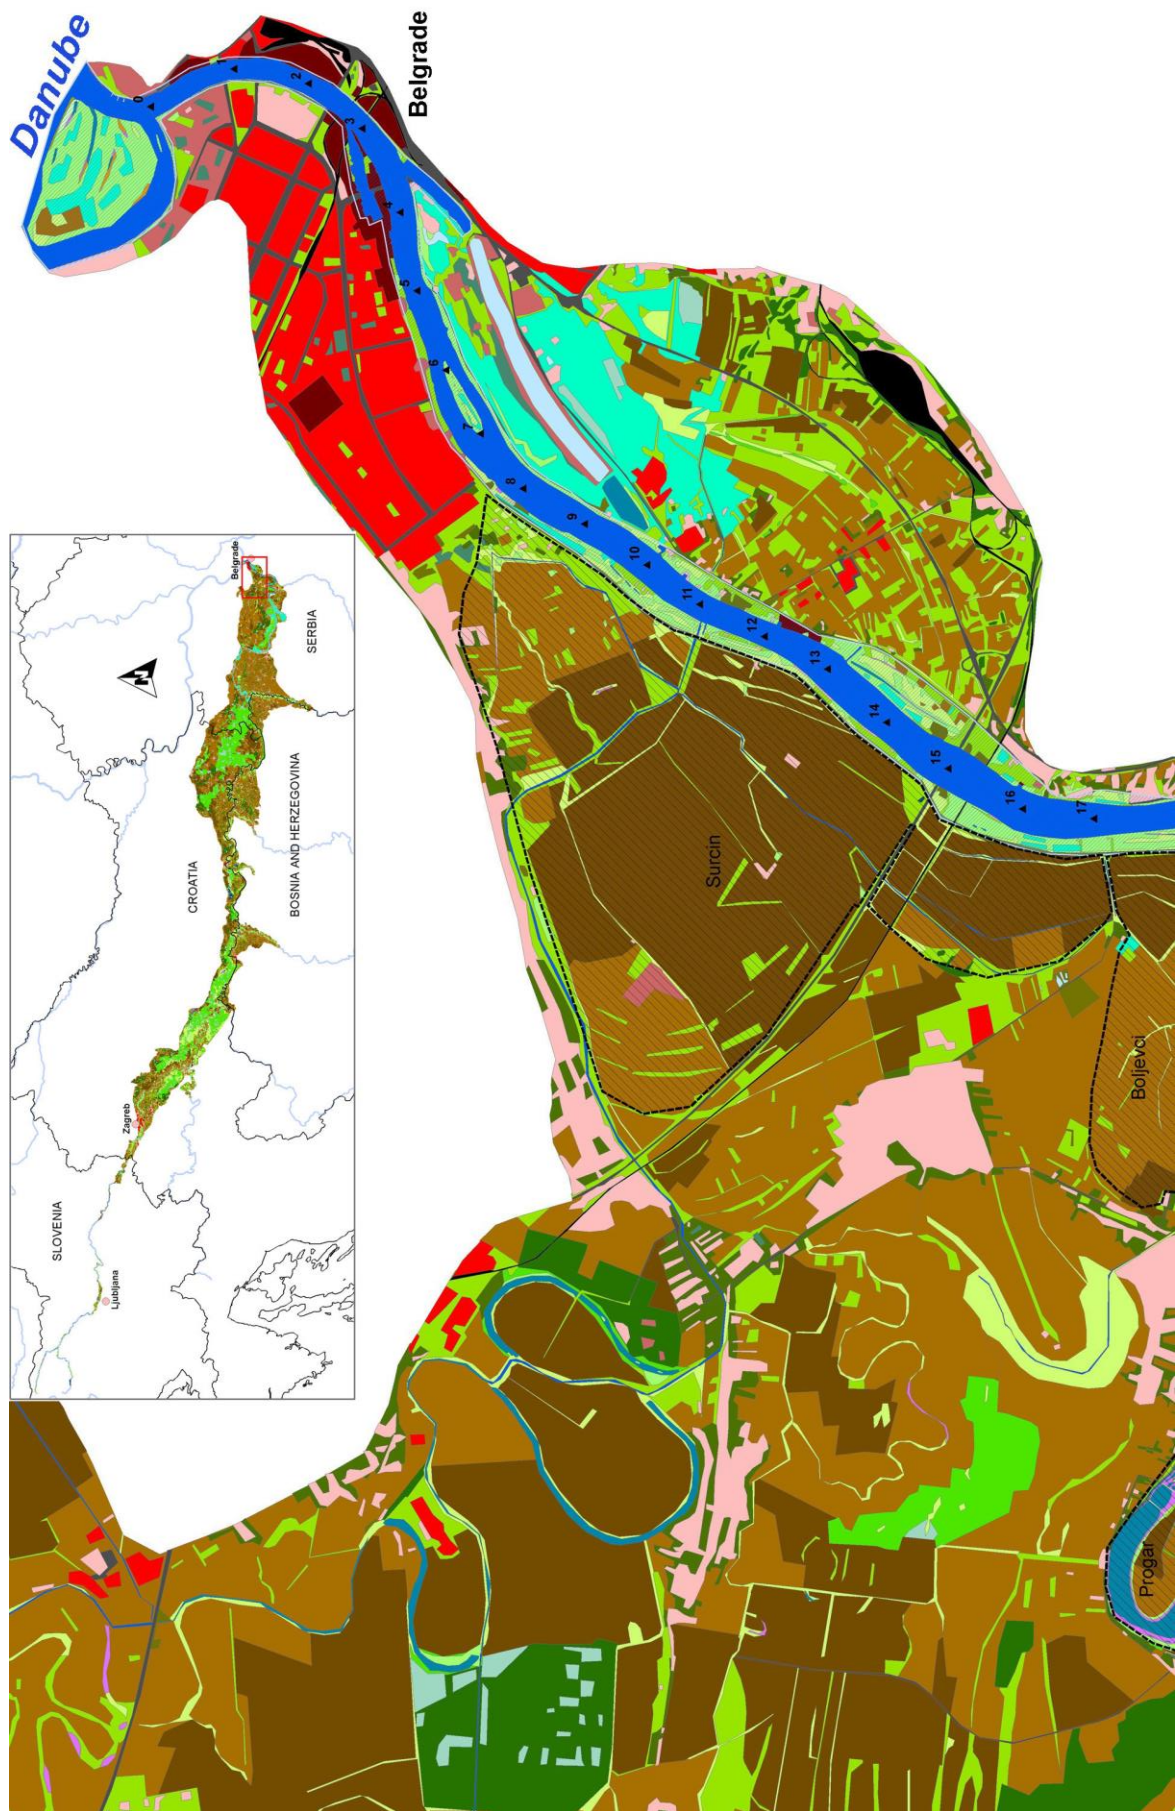 Danube
Belgrade
0
1
2
3
4
5
6
7
8
9
10
11
12
13
14
15
16
17
Surcin
Boljevci
Progar
SLOVENIA
Ljubljana
Zagreb
CROATIA
BOSNIA AND HERZEGOVINA
SERBIA
Belgrade
N